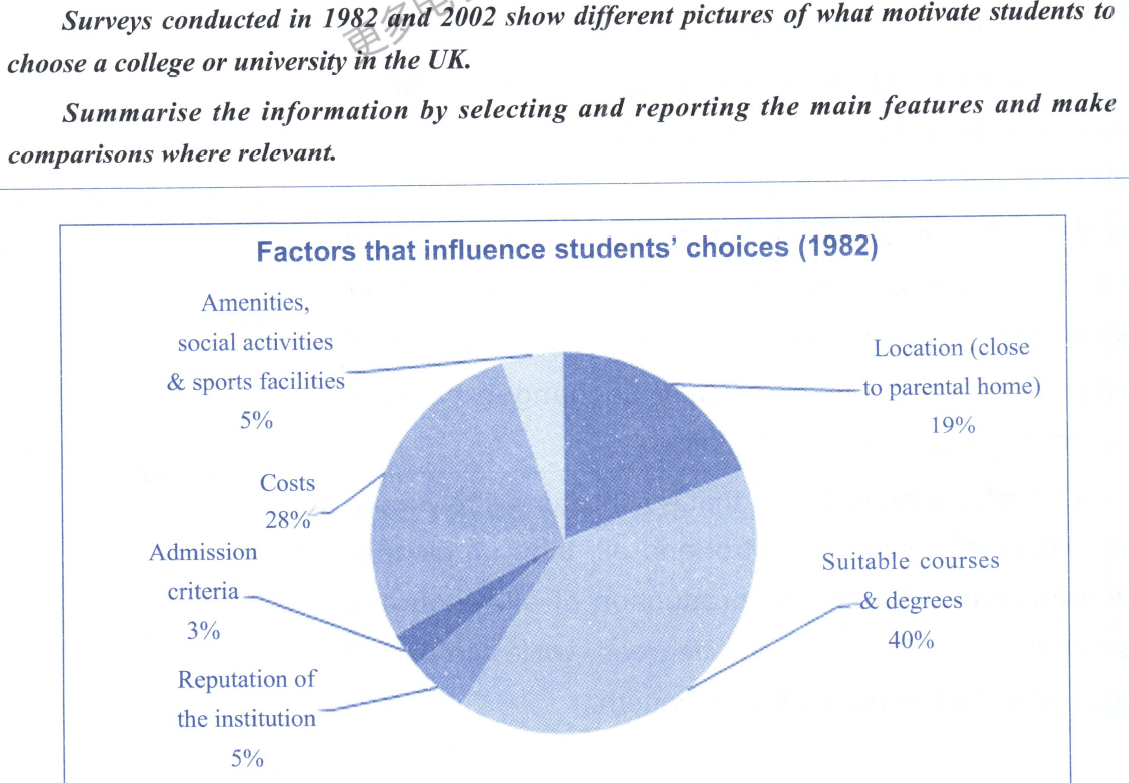 Surveys conducted in 1982 and 2002 show different pictures of what motivate students to
choose a college or university in the UK.
Summarise the information by selecting and reporting the main features and make
comparisons where relevant.
Factors that influence students' choices (1982)
Amenities,
social activities
& sports facilities
5%
Location (close
to parental home)
19%
Costs
28%
Admission
criteria
3%
Suitable courses
& degrees
40%
Reputation of
the institution
5%